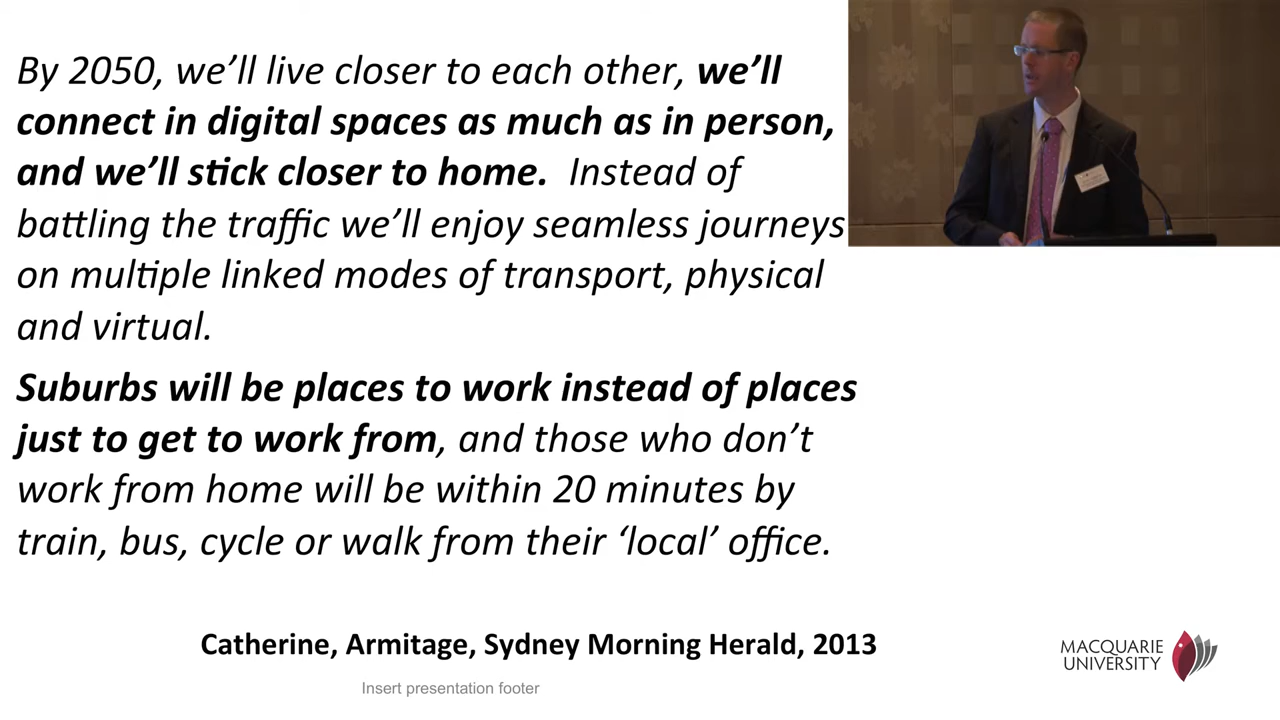 By 2050, we’ll live closer to each other, we’ll
connect in digital spaces as much as in person,
and we’ll stick closer to home. Instead of
battling the traffic we’ll enjoy seamless journeys
on multiple linked modes of transport, physical
and virtual.
Suburbs will be places to work instead of places
just to get to work from, and those who don’t
work from home will be within 20 minutes by
train, bus, cycle or walk from their ‘local’ office.
Catherine, Armitage, Sydney Morning Herald, 2013
MACQUARIE
UNIVERSITY
Insert presentation footer